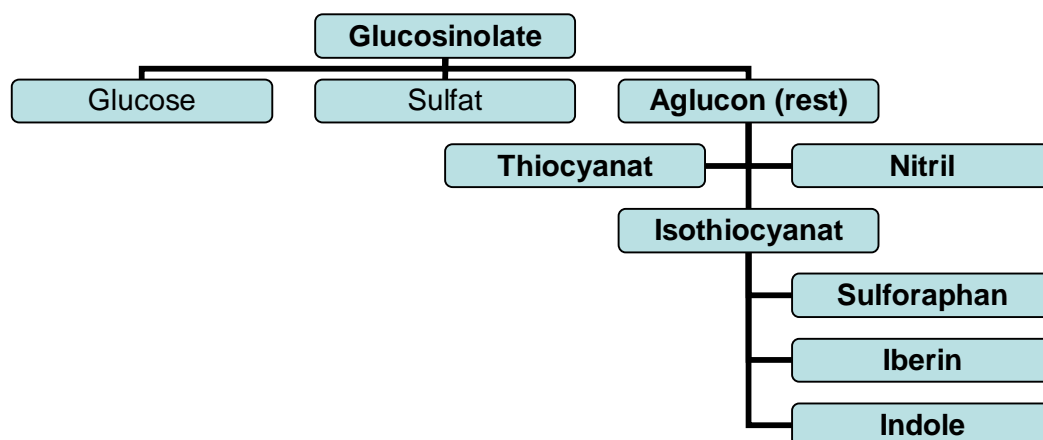 Glucosinolate
Glucose
Sulfat
Aglucon (rest)
Thiocyanat
Nitril
Isothiocyanat
Sulforaphan
Iberin
Indole